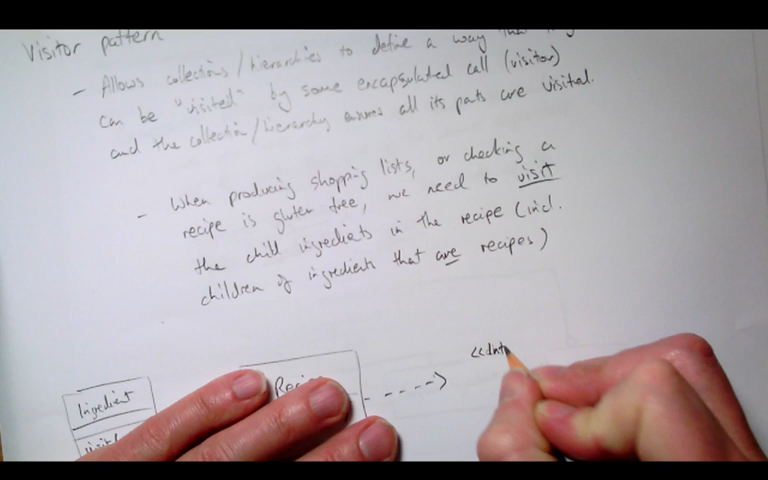 Visitor pattern
- Allows collections/hierarchies to define a way that
can be "visited" by some encapsulated call (visitor)
and the collection/hierarchy ensures all its parts are visited.
- When producing shopping lists, or checking a
recipe is gluten free, we need to visit
the child ingredients in the recipe (incl.
children of ingredients that are recipes)
<<Int
Ingredient